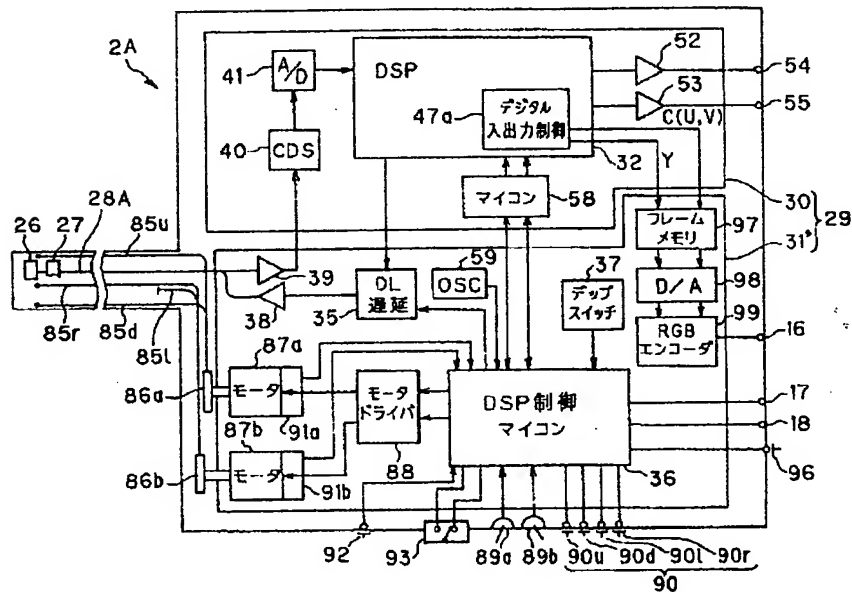 2A
41
A/D
DSP
52
54
53
55
C(U,V)
47a
デジタル
入出力制御
32
Y
40
CDS
マイコン
58
30
29
31
フレーム
メモリ
97
26
27
28A
85u
39
59
OSC
37
デップ
スイッチ
D/A
98
38
35
DL
遅延
RGB
エンコーダ
99
16
85r
85d
85l
87a
86a
モータ
91a
モータ
ドライバ
88
DSP制御
マイコン
36
17
18
96
87b
86b
モータ
91b
92
93
89a
89b
90u
90d
90l
90r
90